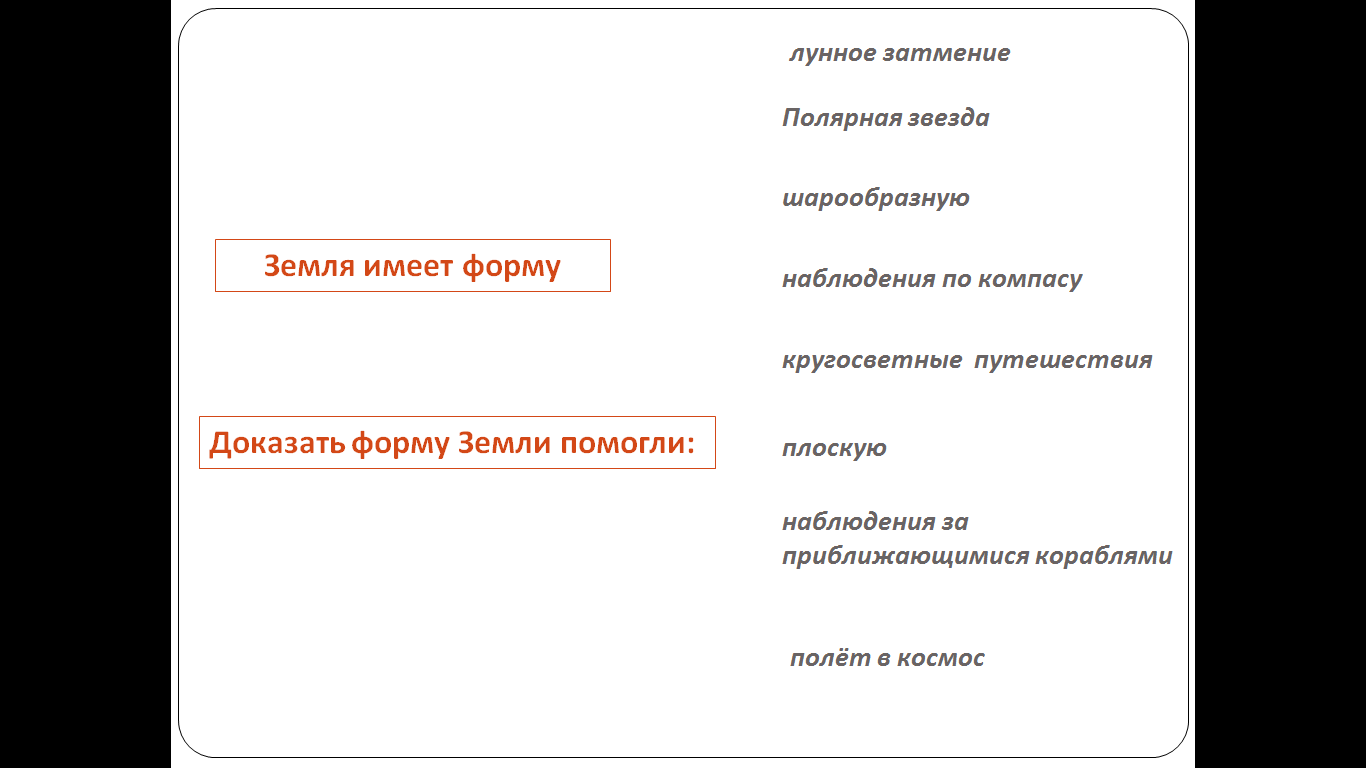 лунное затмение
Полярная звезда
шарообразную
Земля имеет форму
наблюдения по компасу
кругосветные путешествия
Доказать форму Земли помогли:
плоскую
наблюдения за
приближающимися кораблями
полёт в космос